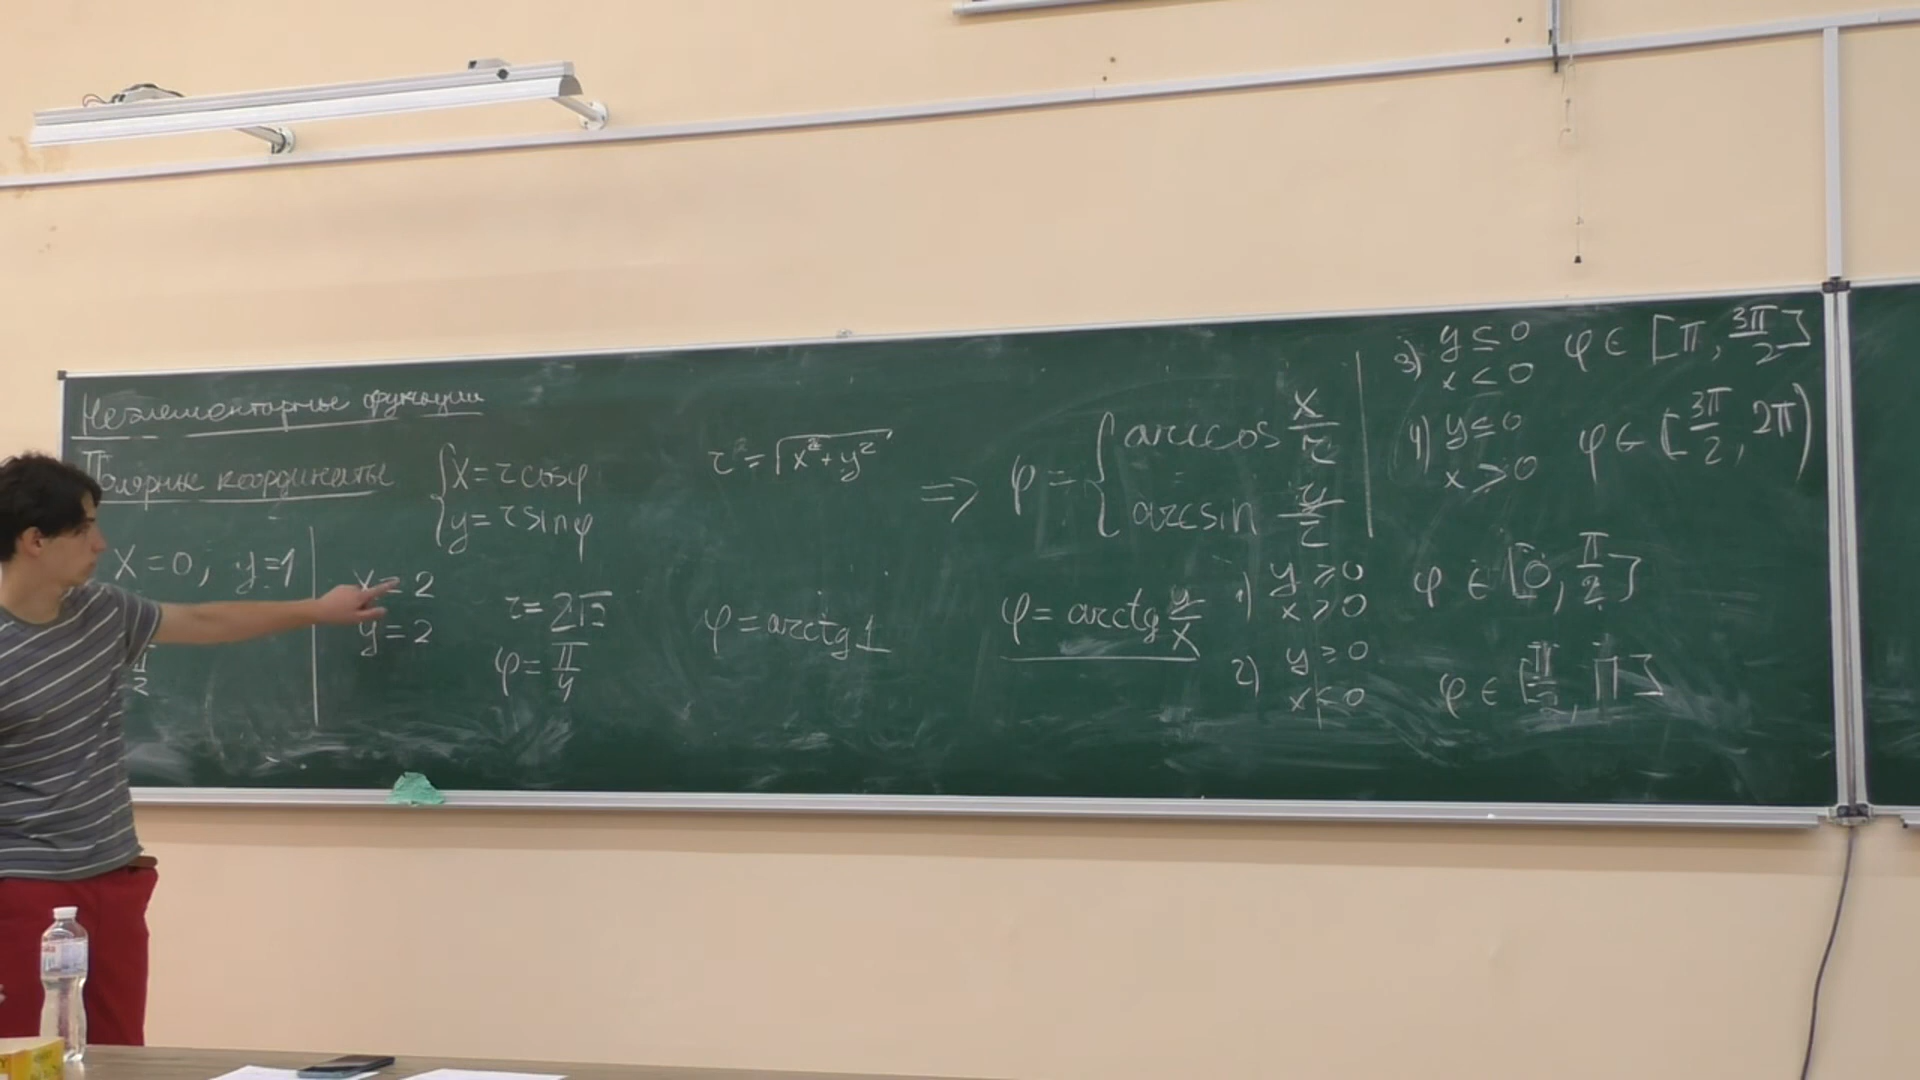 Неэлементарные функции
Полярные координаты
{ x = r cos φ
y = r sin φ
r = √(x² + y²)
x = 0; y = 1
π/2
x = 2
y = 2
r = 2√2
φ = π/4
φ = arctg 1
⇒ φ = { arccos x/r
=
arcsin y/r
φ = arctg y/x
1) y ⩾ 0
x ⩾ 0
φ ∈ [0, π/2]
2) y ⩾ 0
x < 0
φ ∈ [π/2, π]
3) y ≤ 0
x < 0
φ ∈ [π, 3π/2]
4) y ≤ 0
x ⩾ 0
φ ∈ [3π/2, 2π)